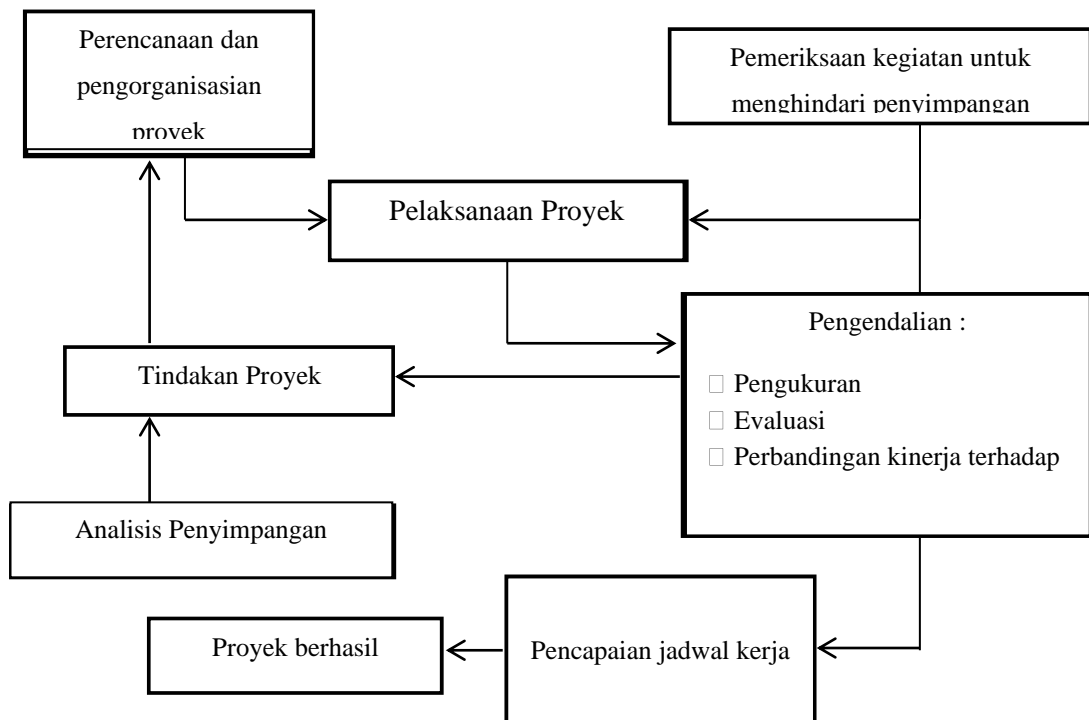 Perencanaan dan
pengorganisasian
proyek
Pemeriksaan kegiatan untuk
menghindari penyimpangan
Pelaksanaan Proyek
Pengendalian :
Pengukuran
Evaluasi
Perbandingan kinerja terhadap
Tindakan Proyek
Analisis Penyimpangan
Pencapaian jadwal kerja
Proyek berhasil